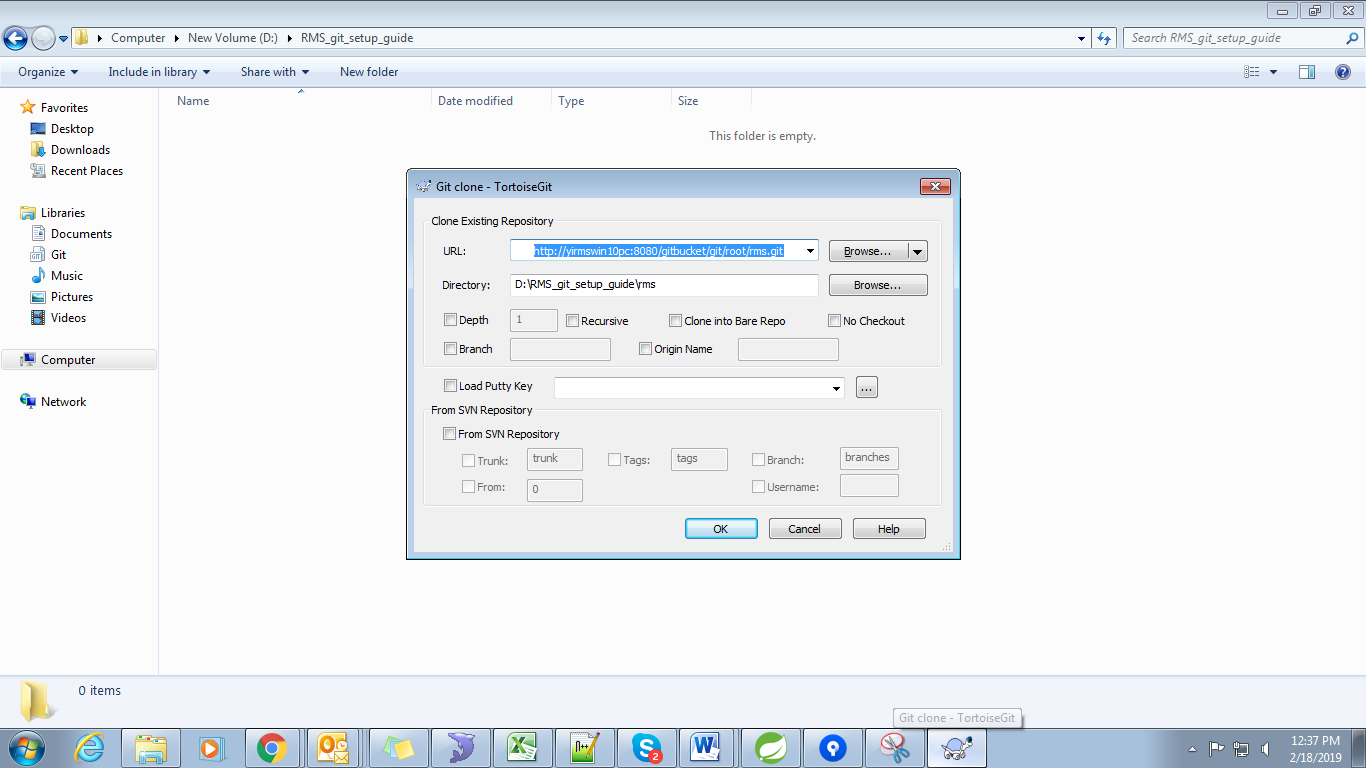 Computer New Volume (D:) RMS_git_setup_guide Search RMS_git_setup_guide
Organize Include in library Share with New folder
Name Date modified Type Size
This folder is empty.
Favorites
Desktop
Downloads
Recent Places
Libraries
Documents
Git
Music
Pictures
Videos
Computer
Network
Git clone - TortoiseGit
Clone Existing Repository
URL: http://yirmswin10pc:8080/gitbucket/git/root/rms.git Browse...
Directory: D:\RMS_git_setup_guide\rms Browse...
Depth 1 Recursive Clone into Bare Repo No Checkout
Branch Origin Name
Load Putty Key ...
From SVN Repository
From SVN Repository
Trunk: trunk Tags: tags Branch: branches
From: 0 Username:
OK Cancel Help
0 items
Git clone - TortoiseGit
2
12:37 PM
2/18/2019